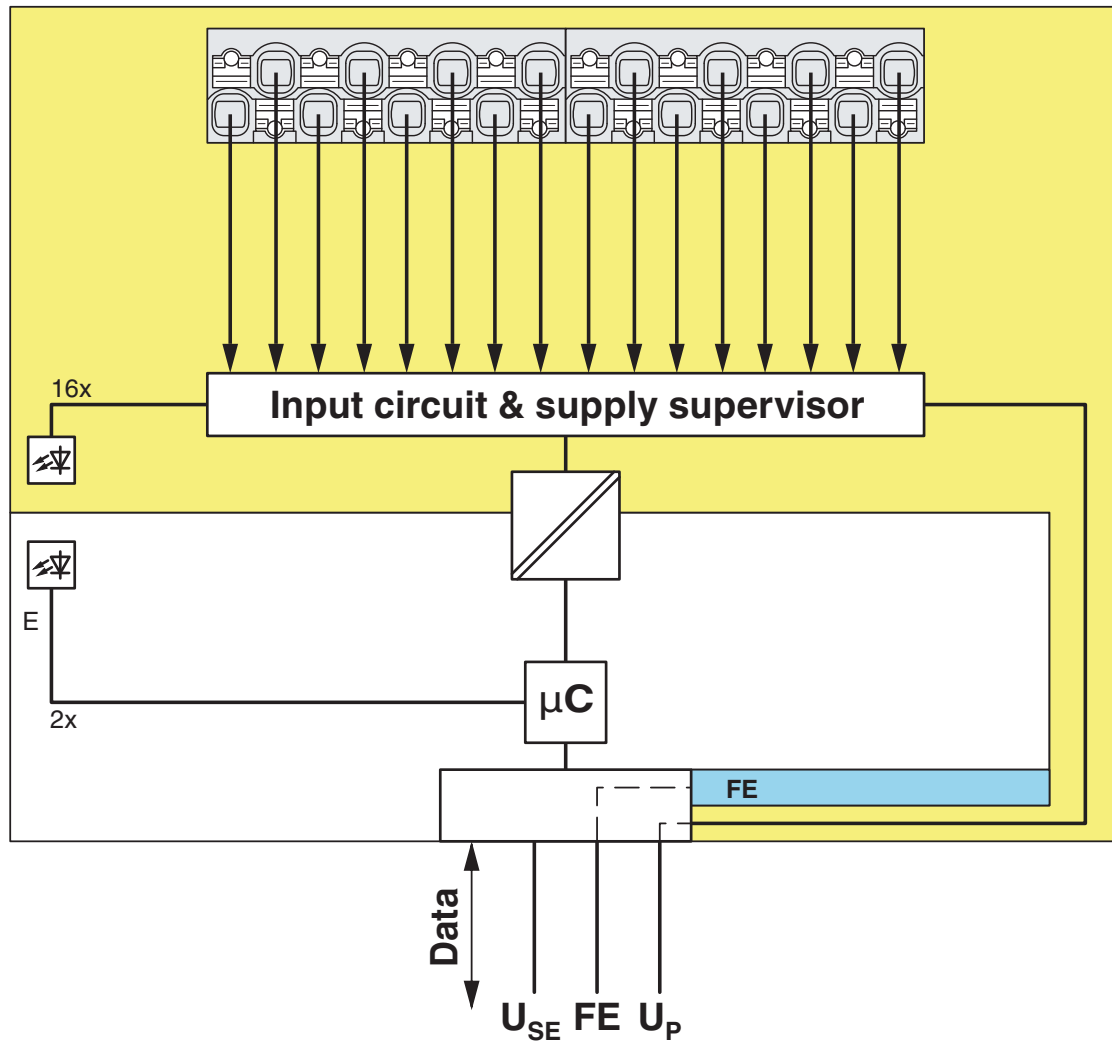 16x
Input circuit & supply supervisor
E
2x
µC
FE
Data
USE FE UP